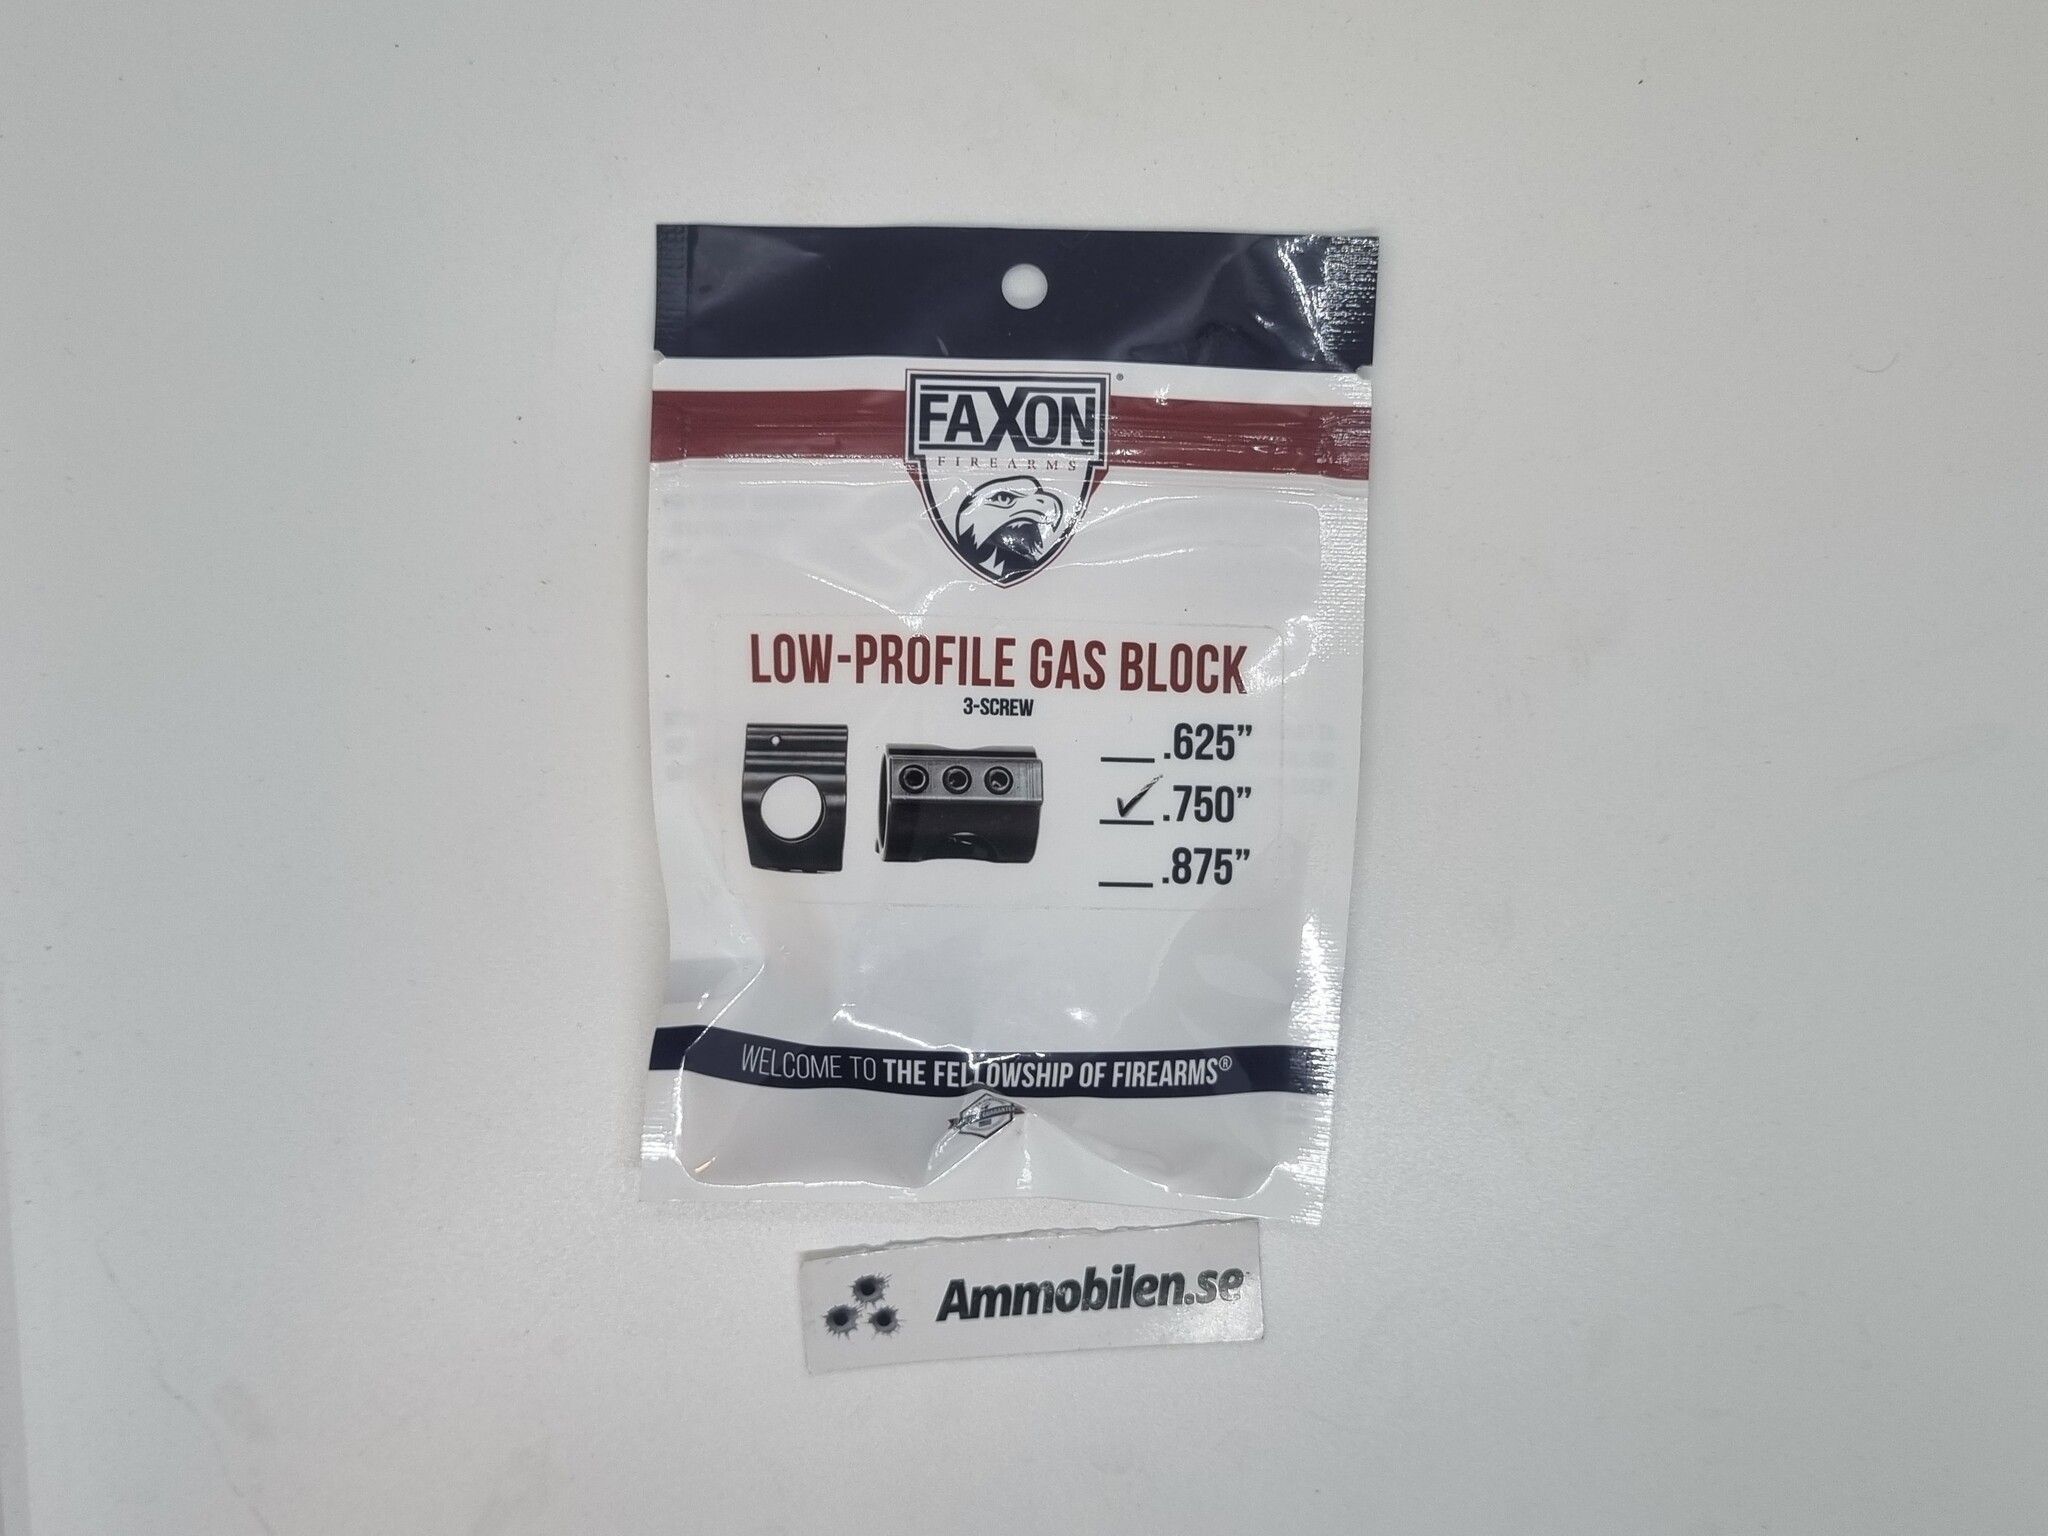 FAXON®
FIREARMS
LOW-PROFILE GAS BLOCK
3-SCREW
.625”
✓ .750”
.875”
WELCOME TO THE FELLOWSHIP OF FIREARMS®
Ammobilen.se